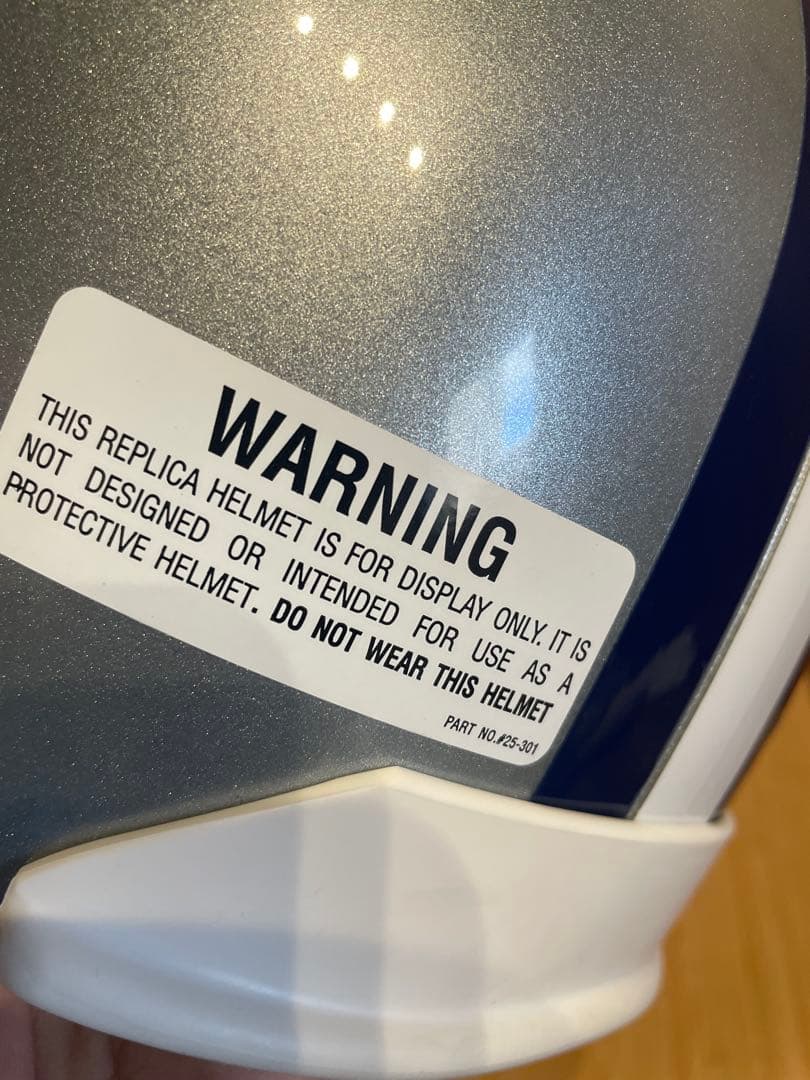 WARNING
THIS REPLICA HELMET IS FOR DISPLAY ONLY. IT IS
NOT DESIGNED OR INTENDED FOR USE AS A
PROTECTIVE HELMET. DO NOT WEAR THIS HELMET
PART NO.#25-301